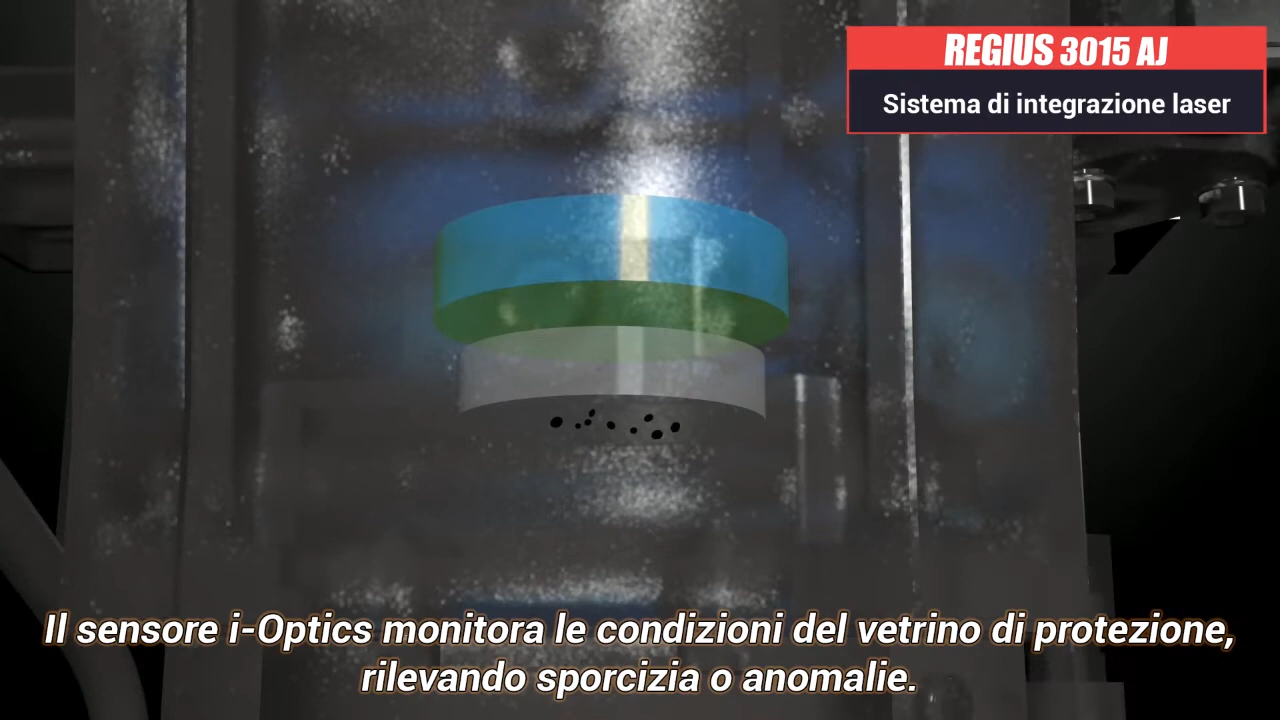 REGIUS 3015 AJ
Sistema di integrazione laser
Il sensore i-Optics monitora le condizioni del vetrino di protezione,
rilevando sporcizia o anomalie.